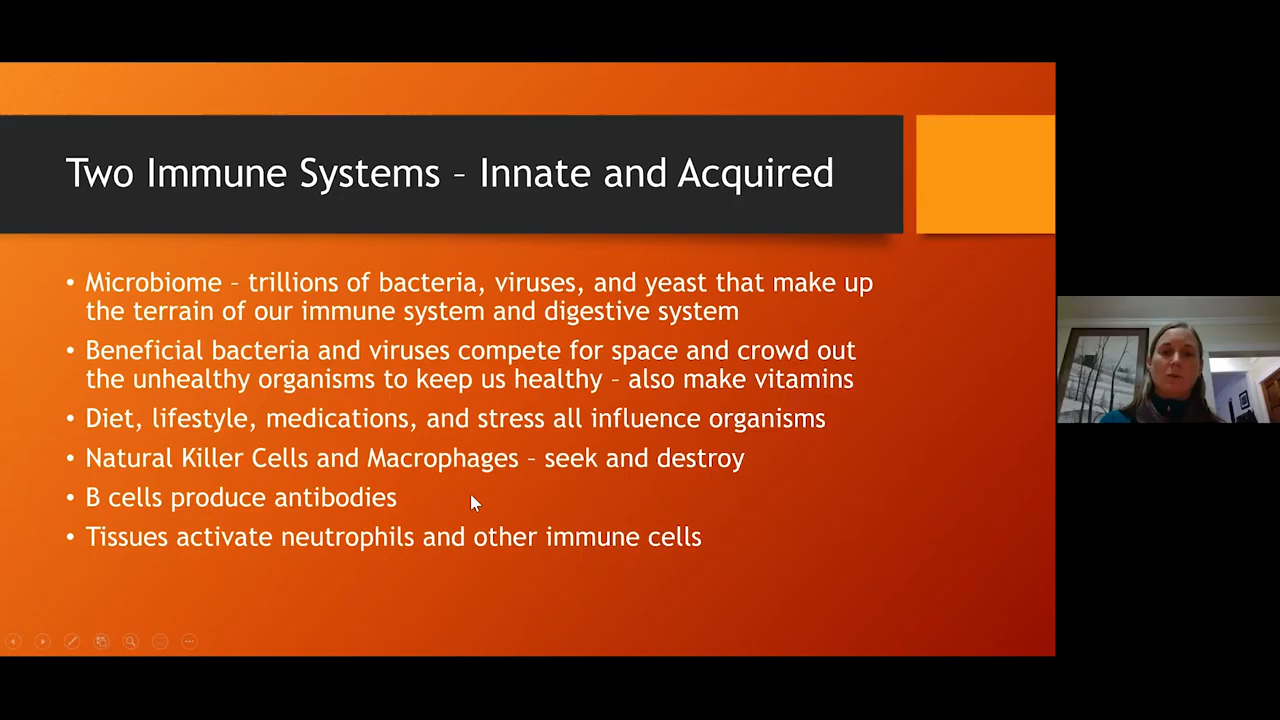 Two Immune Systems – Innate and Acquired
• Microbiome – trillions of bacteria, viruses, and yeast that make up
the terrain of our immune system and digestive system
• Beneficial bacteria and viruses compete for space and crowd out
the unhealthy organisms to keep us healthy – also make vitamins
• Diet, lifestyle, medications, and stress all influence organisms
• Natural Killer Cells and Macrophages – seek and destroy
• B cells produce antibodies
• Tissues activate neutrophils and other immune cells